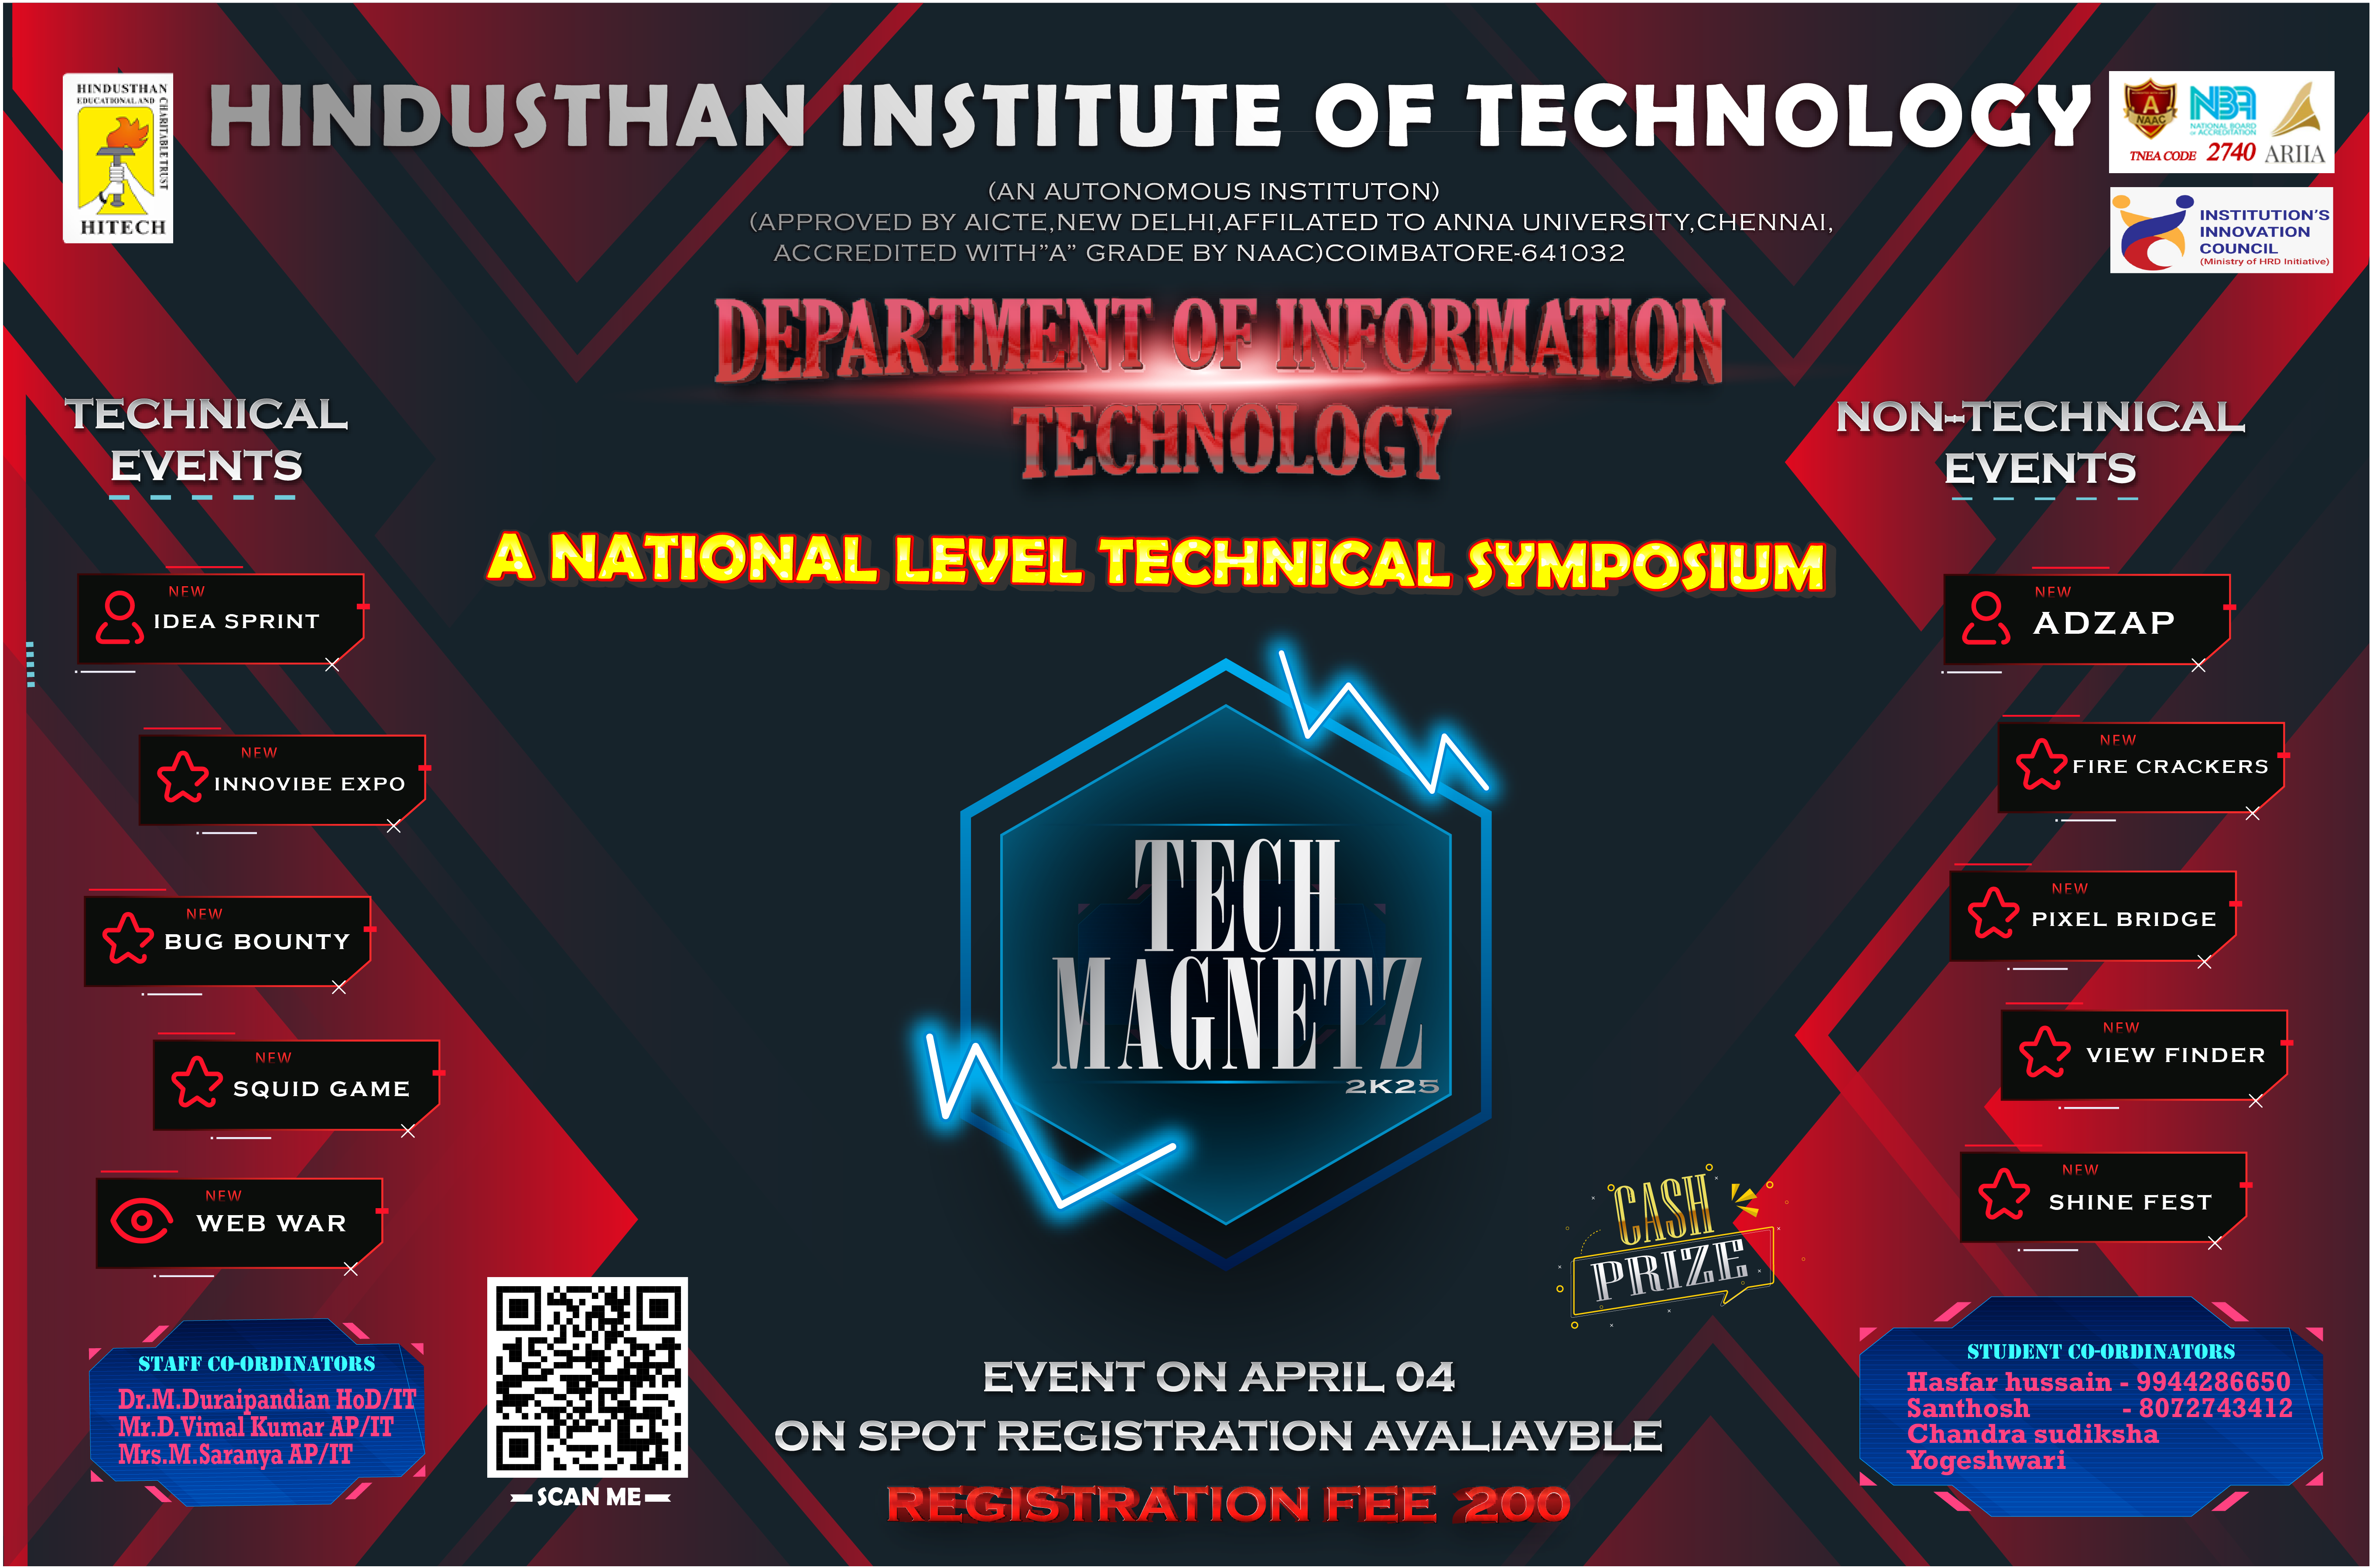 HINDUSTHAN
EDUCATIONAL AND
CHARITABLE TRUST
HITECH
HINDUSTHAN INSTITUTE OF TECHNOLOGY
A
NAAC
NBA
NATIONAL BOARD
of ACCREDITATION
TNEA CODE 2740
ARIIA
INSTITUTION'S
INNOVATION
COUNCIL
(Ministry of HRD Initiative)
(AN AUTONOMOUS INSTITUTON)
(APPROVED BY AICTE,NEW DELHI,AFFILATED TO ANNA UNIVERSITY,CHENNAI,
ACCREDITED WITH”A” GRADE BY NAAC)COIMBATORE-641032
DEPARTMENT OF INFORMATION
TECHNOLOGY
A NATIONAL LEVEL TECHNICAL SYMPOSIUM
TECHNICAL
EVENTS
NEW
IDEA SPRINT
NEW
INNOVIBE EXPO
NEW
BUG BOUNTY
NEW
SQUID GAME
NEW
WEB WAR
TECH
MAGNETZ
2K25
NON-TECHNICAL
EVENTS
NEW
ADZAP
NEW
FIRE CRACKERS
NEW
PIXEL BRIDGE
NEW
VIEW FINDER
NEW
SHINE FEST
CASH
PRIZE
STAFF CO-ORDINATORS
Dr.M.Duraipandian HoD/IT
Mr.D.Vimal Kumar AP/IT
Mrs.M.Saranya AP/IT
SCAN ME
EVENT ON APRIL 04
ON SPOT REGISTRATION AVALIAVBLE
REGISTRATION FEE 200
STUDENT CO-ORDINATORS
Hasfar hussain - 9944286650
Santhosh - 8072743412
Chandra sudiksha
Yogeshwari